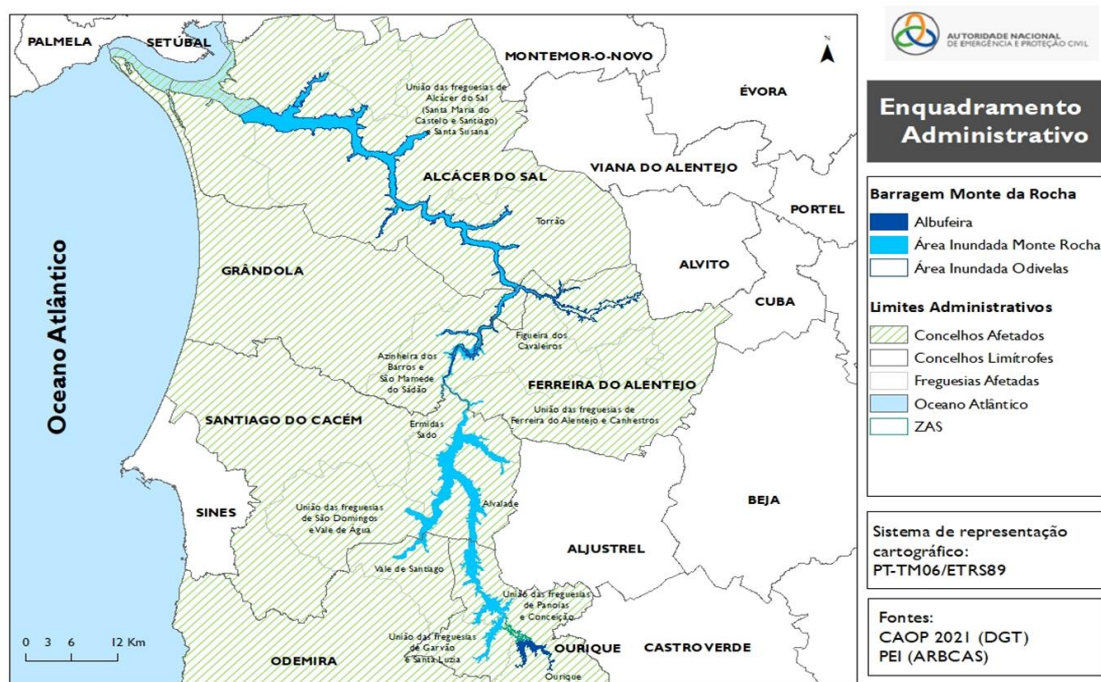 PALMELA
SETÚBAL
MONTEMOR-O-NOVO
N
ÉVORA
União das freguesias de
Alcácer do Sal
(Santa Maria do
Castelo e Santiago)
e Santa Susana
VIANA DO ALENTEJO
ALCÁCER DO SAL
PORTEL
Torrão
ALVITO
GRÂNDOLA
CUBA
Oceano Atlântico
Figueira dos
Cavaleiros
Azinheira dos
Barros e
São Mamede
do Sádão
FERREIRA DO ALENTEJO
União das freguesias de
Ferreira do Alentejo e Canhestros
SANTIAGO DO CACÉM
Ermidas
Sado
BEJA
SINES
União das freguesias
de São Domingos
e Vale de Água
Alvalade
ALJUSTREL
Vale de Santiago
União das freguesias
de Panoias
e Conceição
União das freguesias
de Garvão
e Santa Luzia
OURIQUE
CASTRO VERDE
ODEMIRA
Ourique
0 3 6 12 Km
AUTORIDADE NACIONAL
DE EMERGÊNCIA E PROTEÇÃO CIVIL
Enquadramento
Administrativo
Barragem Monte da Rocha
Albufeira
Área Inundada Monte Rocha
Área Inundada Odivelas
Limites Administrativos
Concelhos Afetados
Concelhos Limítrofes
Freguesias Afetadas
Oceano Atlântico
ZAS
Sistema de representação
cartográfico:
PT-TM06/ETRS89
Fontes:
CAOP 2021 (DGT)
PEI (ARBCAS)